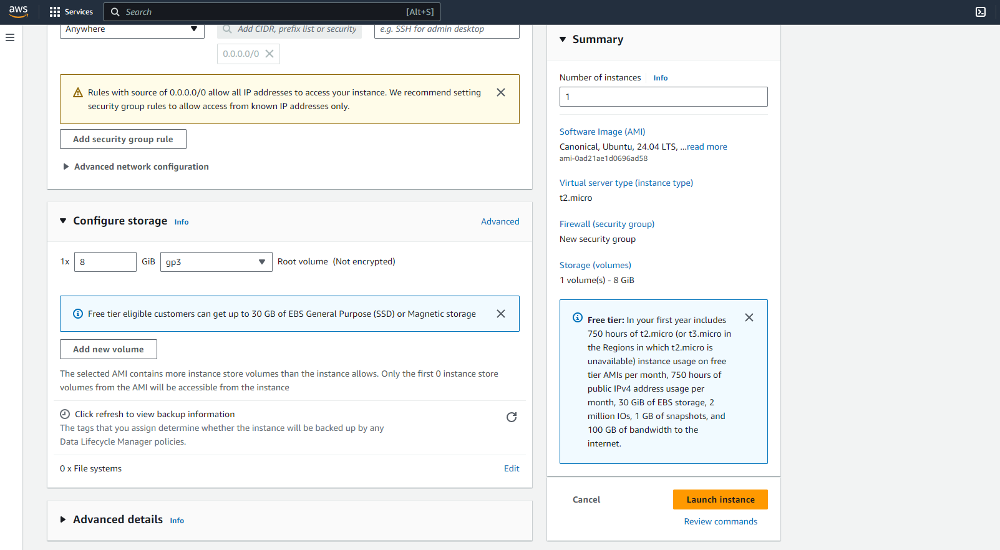 aws
Services
Search
[Alt+S]
Anywhere
Add CIDR, prefix list or security
e.g. SSH for admin desktop
0.0.0.0/0
Rules with source of 0.0.0.0/0 allow all IP addresses to access your instance. We recommend setting
security group rules to allow access from known IP addresses only.
Add security group rule
Advanced network configuration
Configure storage Info
Advanced
1x 8 GiB gp3 Root volume (Not encrypted)
Free tier eligible customers can get up to 30 GB of EBS General Purpose (SSD) or Magnetic storage
Add new volume
The selected AMI contains more instance store volumes than the instance allows. Only the first 0 instance store
volumes from the AMI will be accessible from the instance
Click refresh to view backup information
The tags that you assign determine whether the instance will be backed up by any
Data Lifecycle Manager policies.
0 x File systems
Edit
Advanced details Info
Summary
Number of instances Info
1
Software Image (AMI)
Canonical, Ubuntu, 24.04 LTS, ...read more
ami-0ad21ae1d0696ad58
Virtual server type (instance type)
t2.micro
Firewall (security group)
New security group
Storage (volumes)
1 volume(s) - 8 GiB
Free tier: In your first year includes
750 hours of t2.micro (or t3.micro in
the Regions in which t2.micro is
unavailable) instance usage on free
tier AMIs per month, 750 hours of
public IPv4 address usage per
month, 30 GiB of EBS storage, 2
million IOs, 1 GB of snapshots, and
100 GB of bandwidth to the
internet.
Cancel
Launch instance
Review commands